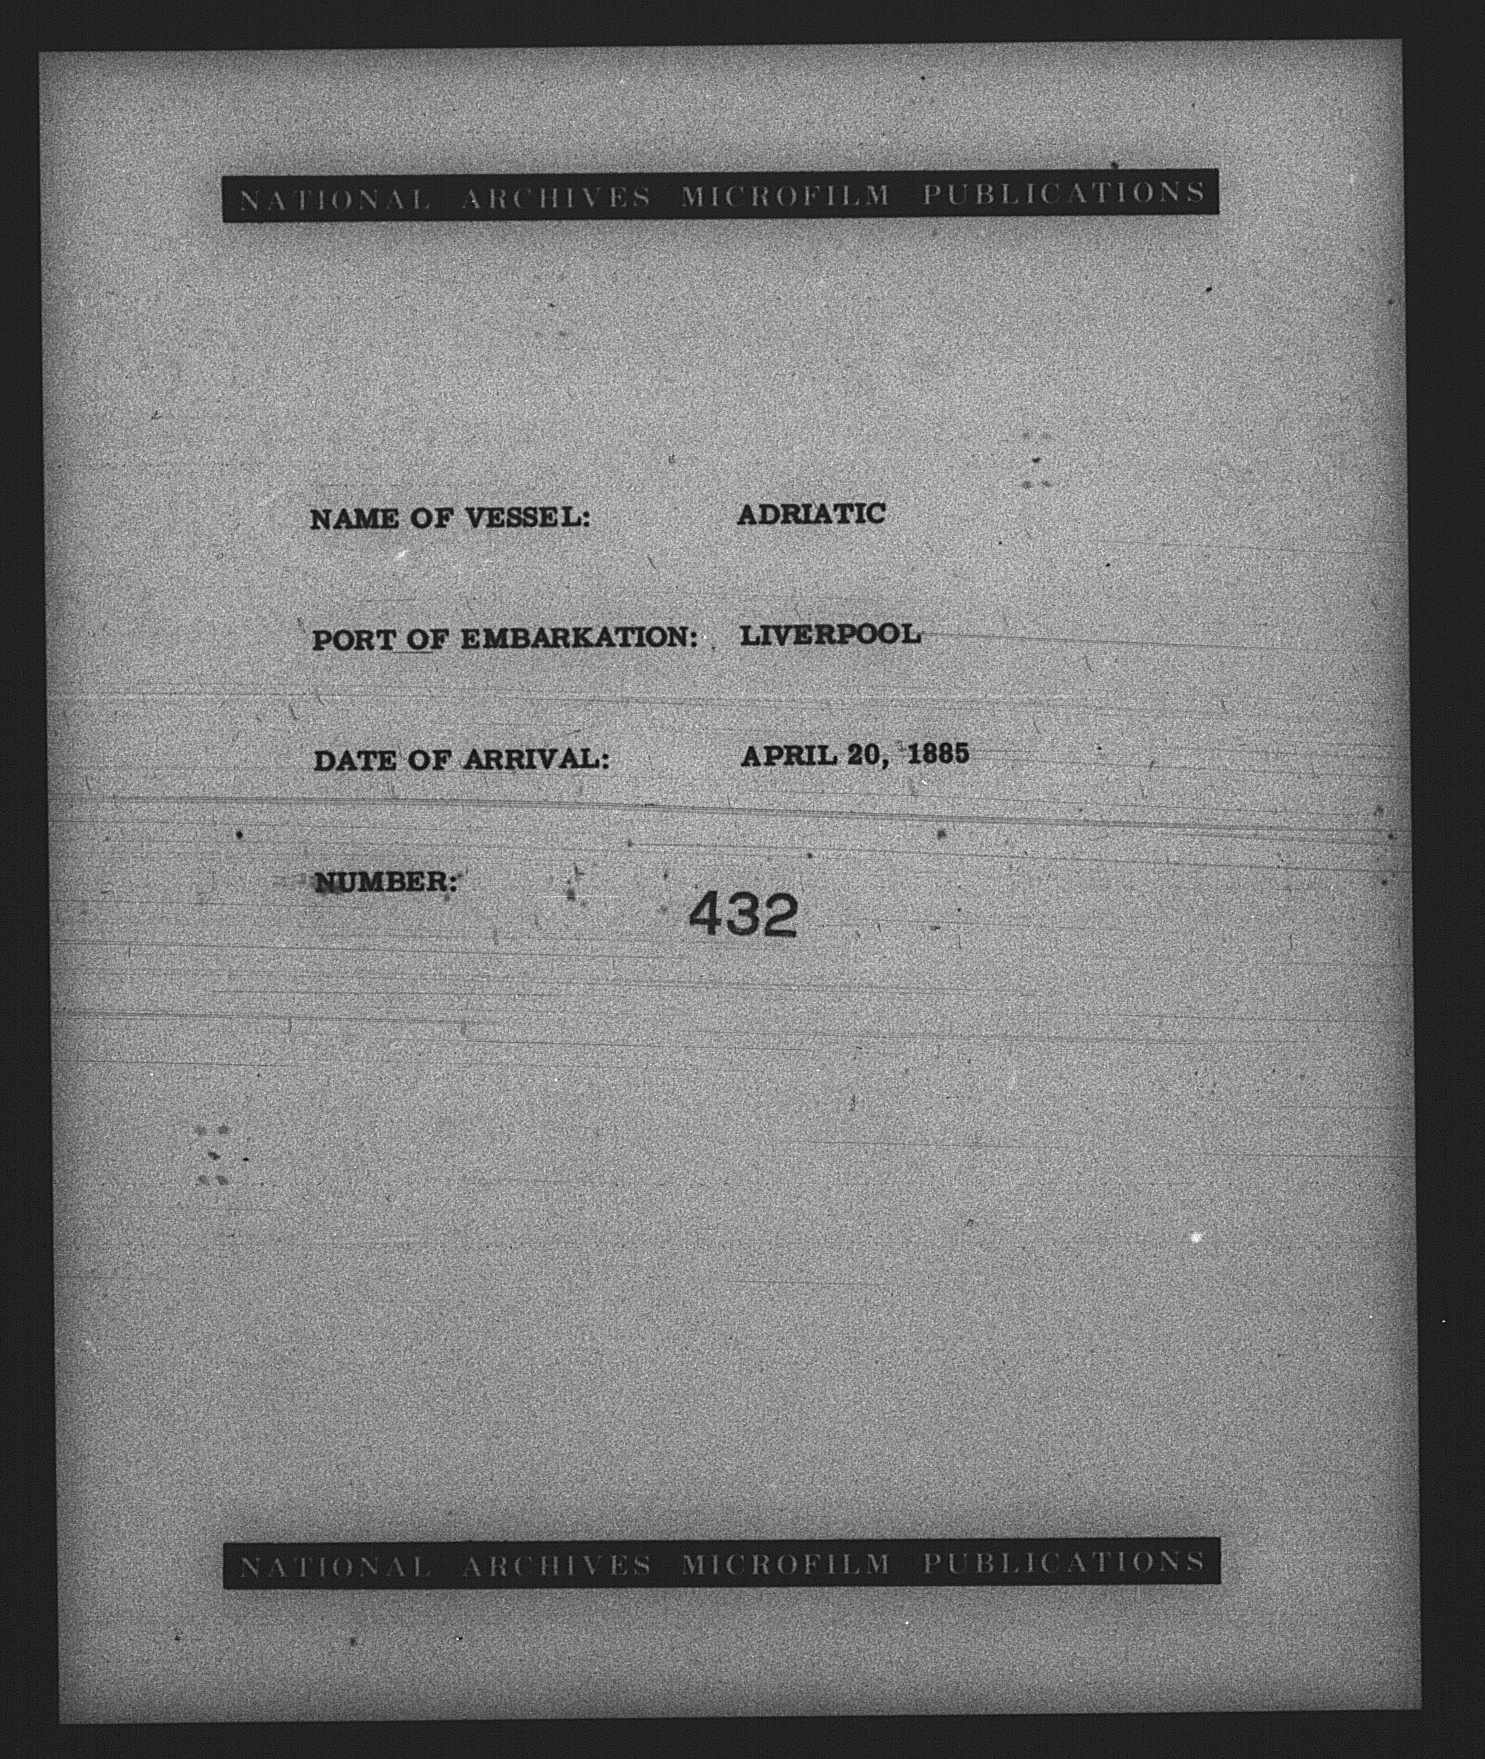 NATIONAL ARCHIVES MICROFILM PUBLICATIONS
NAME OF VESSEL: ADRIATIC
PORT OF EMBARKATION: LIVERPOOL
DATE OF ARRIVAL: APRIL 20, 1885
NUMBER: 432
NATIONAL ARCHIVES MICROFILM PUBLICATIONS